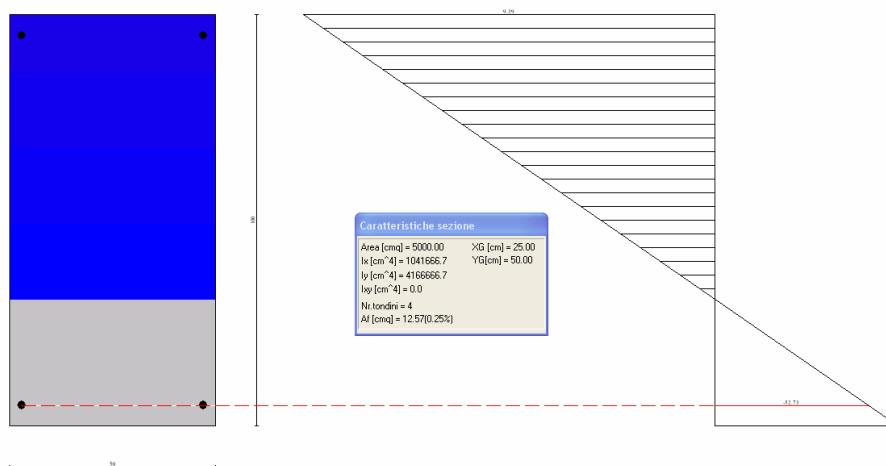 9.39
100
Caratteristiche sezione
Area [cmq] = 5000.00 XG [cm] = 25.00
Ix [cm^4] = 1041666.7 YG[cm] = 50.00
Iy [cm^4] = 4166666.7
Ixy [cm^4] = 0.0
Nr.tondini = 4
Af [cmq] = 12.57(0.25%)
-52.73
50